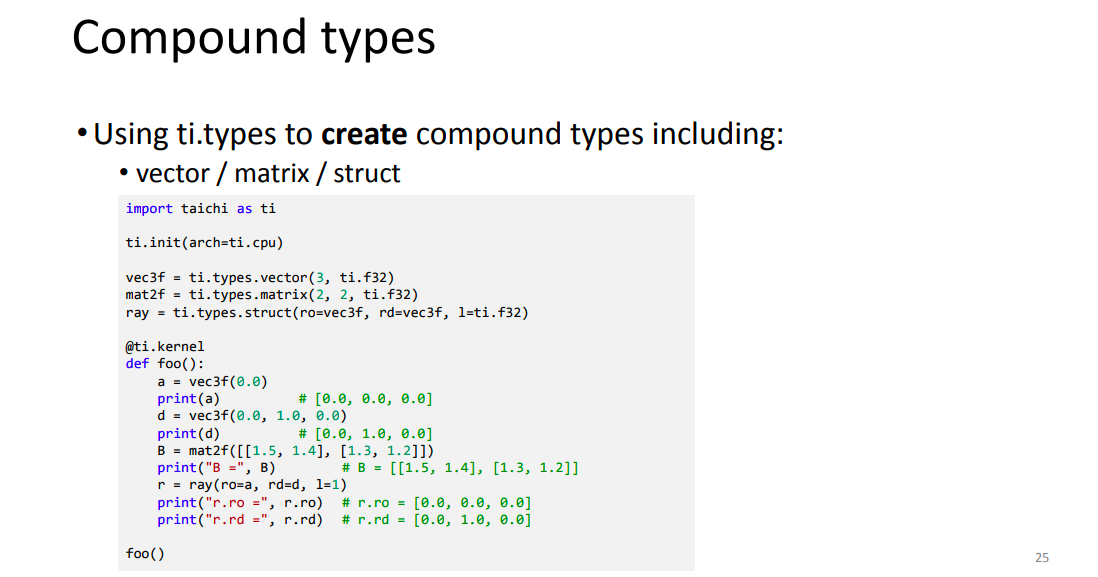 Compound types
• Using ti.types to create compound types including:
• vector / matrix / struct
import taichi as ti
ti.init(arch=ti.cpu)
vec3f = ti.types.vector(3, ti.f32)
mat2f = ti.types.matrix(2, 2, ti.f32)
ray = ti.types.struct(ro=vec3f, rd=vec3f, l=ti.f32)
@ti.kernel
def foo():
    a = vec3f(0.0)
    print(a)          # [0.0, 0.0, 0.0]
    d = vec3f(0.0, 1.0, 0.0)
    print(d)          # [0.0, 1.0, 0.0]
    B = mat2f([[1.5, 1.4], [1.3, 1.2]])
    print("B =", B)        # B = [[1.5, 1.4], [1.3, 1.2]]
    r = ray(ro=a, rd=d, l=1)
    print("r.ro =", r.ro)  # r.ro = [0.0, 0.0, 0.0]
    print("r.rd =", r.rd)  # r.rd = [0.0, 1.0, 0.0]
foo()
25